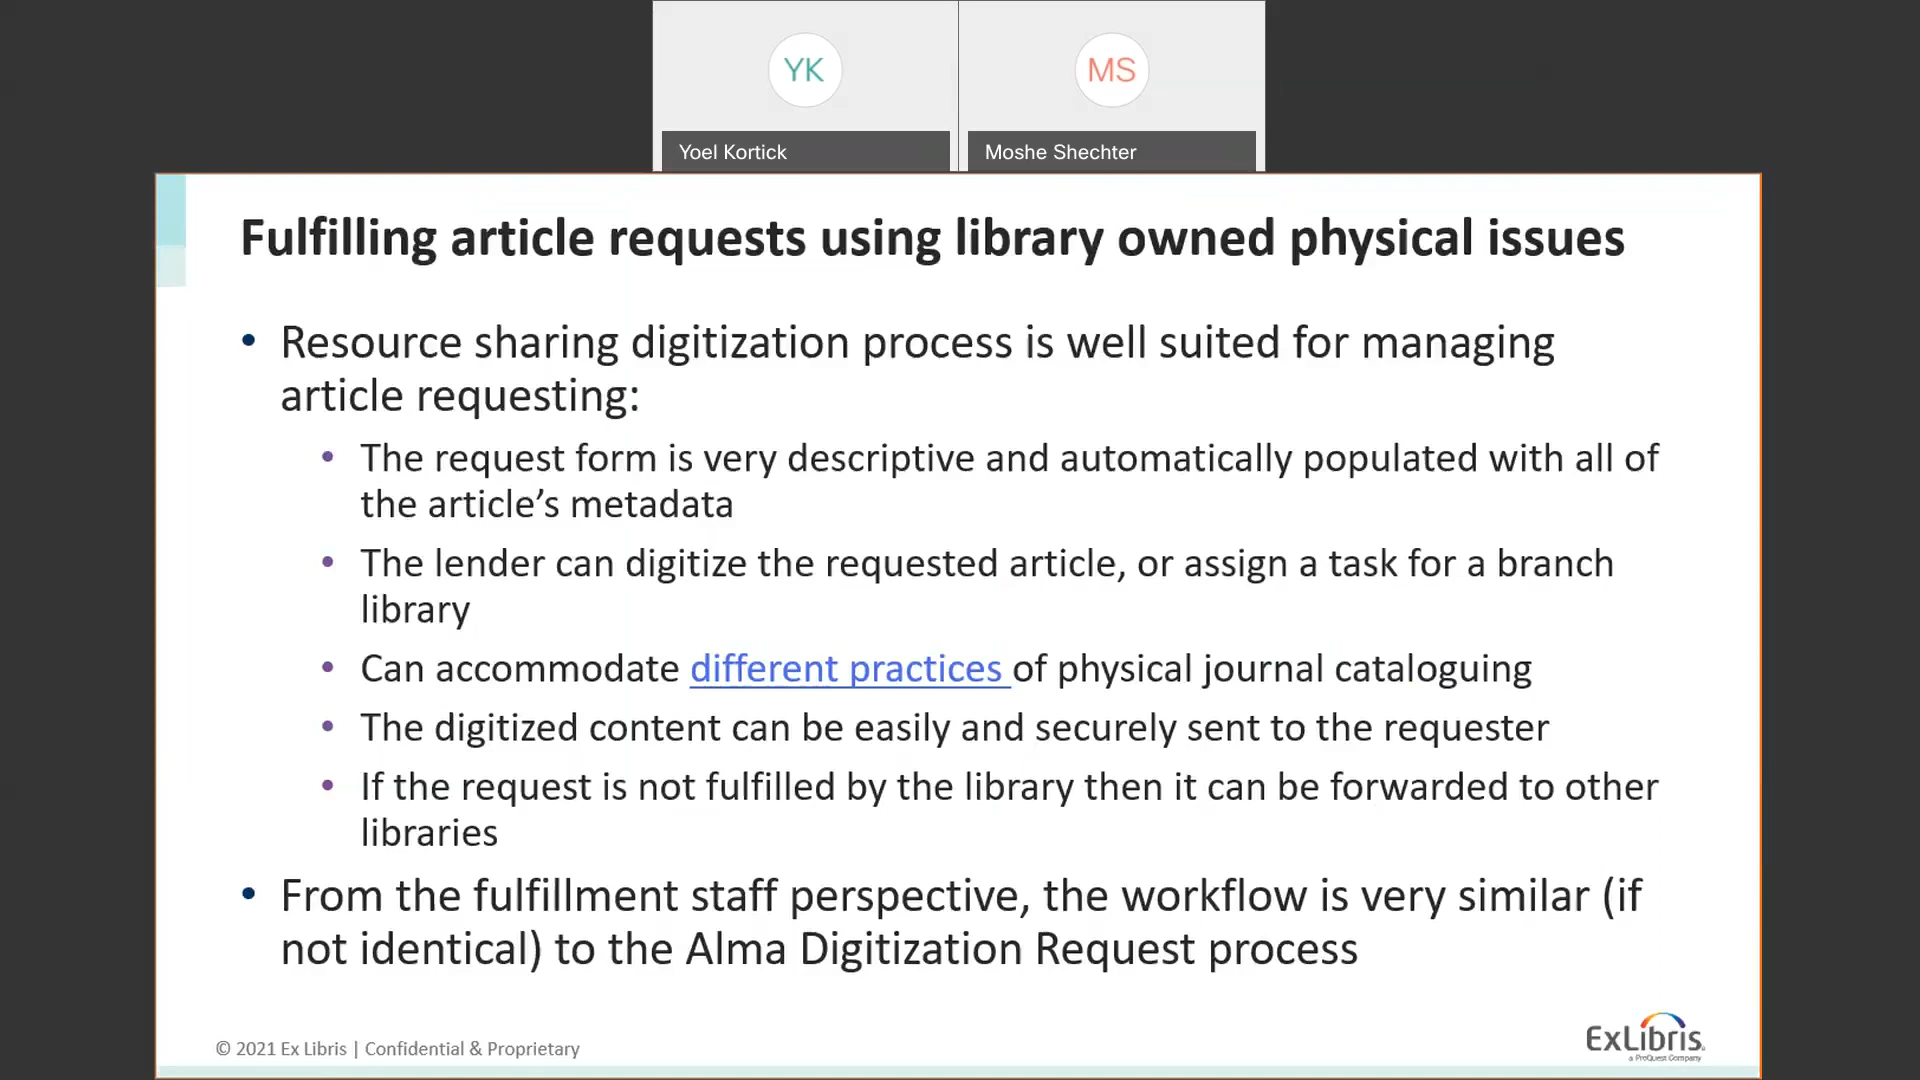 YK
MS
Yoel Kortick
Moshe Shechter
Fulfilling article requests using library owned physical issues
• Resource sharing digitization process is well suited for managing
article requesting:
• The request form is very descriptive and automatically populated with all of
the article’s metadata
• The lender can digitize the requested article, or assign a task for a branch
library
• Can accommodate different practices of physical journal cataloguing
• The digitized content can be easily and securely sent to the requester
• If the request is not fulfilled by the library then it can be forwarded to other
libraries
• From the fulfillment staff perspective, the workflow is very similar (if
not identical) to the Alma Digitization Request process
© 2021 Ex Libris | Confidential & Proprietary
ExLibris
a ProQuest Company